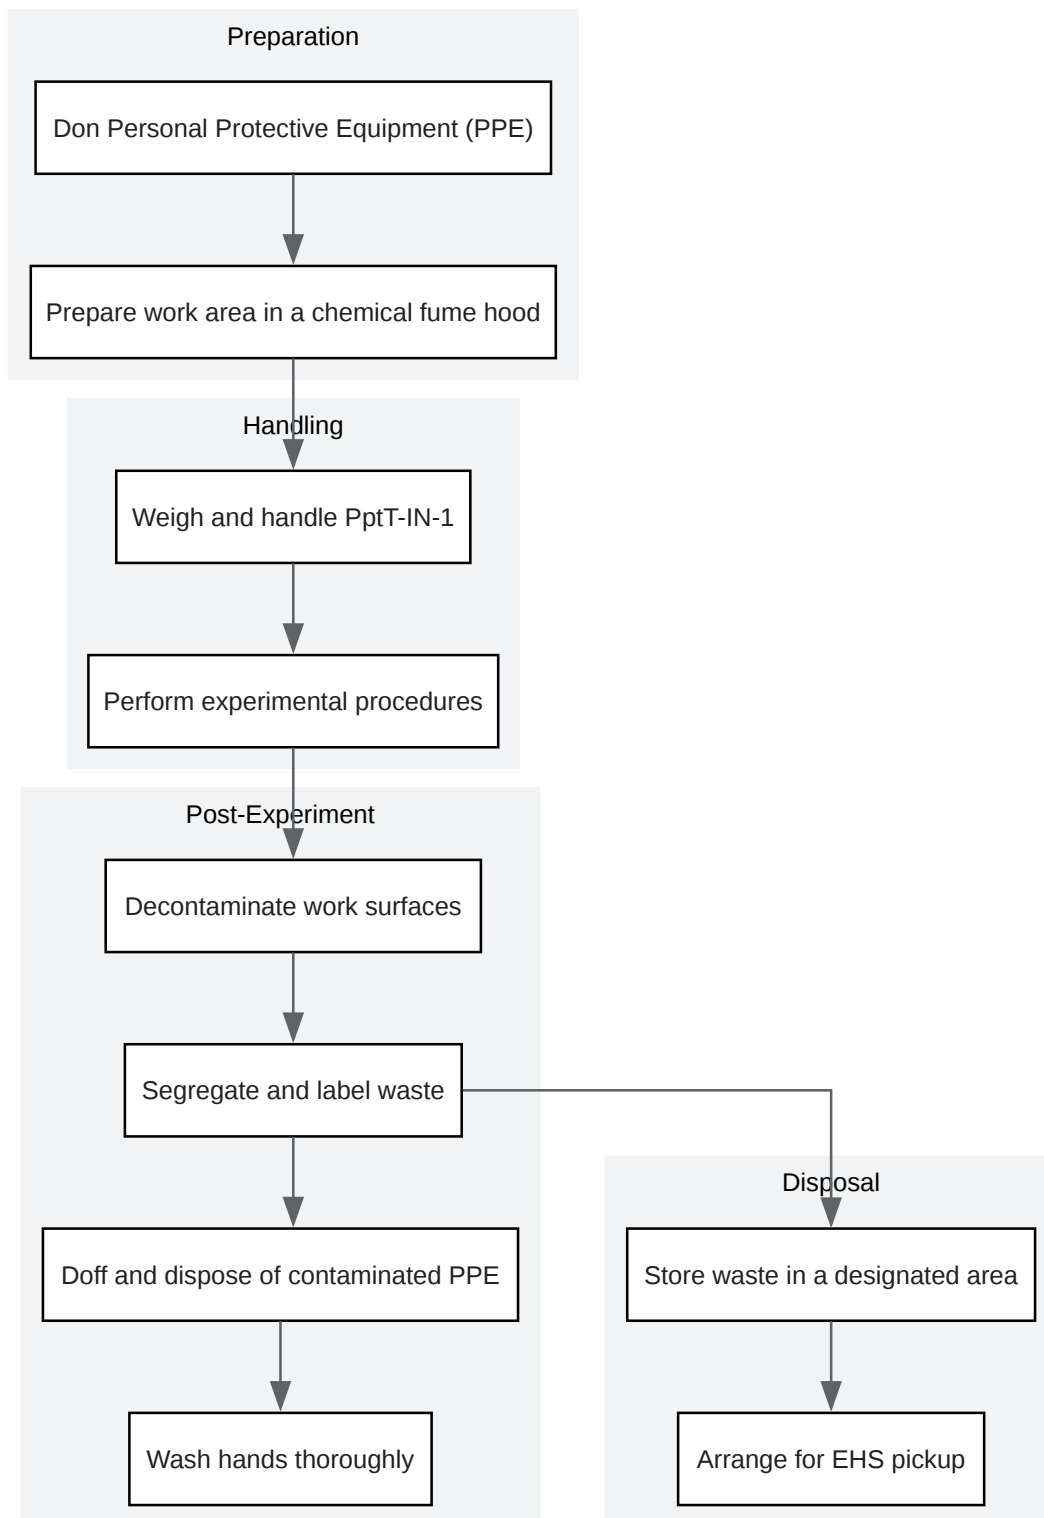 Preparation
Don Personal Protective Equipment (PPE)
Prepare work area in a chemical fume hood
Handling
Weigh and handle PptT-IN-1
Perform experimental procedures
Post-Experiment
Decontaminate work surfaces
Segregate and label waste
Doff and dispose of contaminated PPE
Wash hands thoroughly
Disposal
Store waste in a designated area
Arrange for EHS pickup